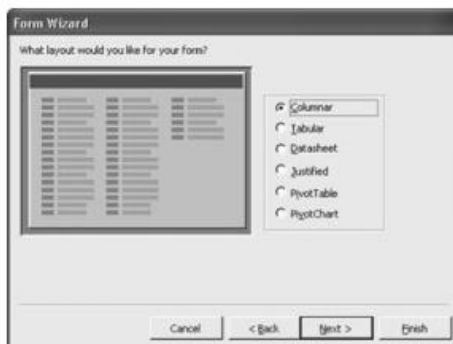 Form Wizard
What layout would you like for your form?
Columnar
Tabular
Datasheet
Justified
PivotTable
PivotChart
Cancel
< Back
Next >
Finish